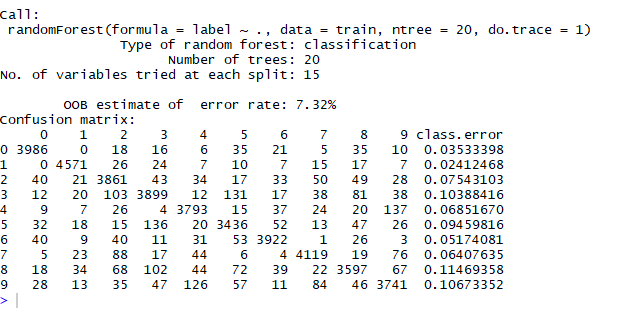 Call:
 randomForest(formula = label ~ ., data = train, ntree = 20, do.trace = 1)
               Type of random forest: classification
                     Number of trees: 20
No. of variables tried at each split: 15

        OOB estimate of  error rate: 7.32%
Confusion matrix:
     0    1    2    3    4    5    6    7    8    9 class.error
0 3986    0   18   16    6   35   21    5   35   10  0.03533398
1    0 4571   26   24    7   10    7   15   17    7  0.02412468
2   40   21 3861   43   34   17   33   50   49   28  0.07543103
3   12   20  103 3899   12  131   17   38   81   38  0.10388416
4    9    7   26    4 3793   15   37   24   20  137  0.06851670
5   32   18   15  136   20 3436   52   13   47   26  0.09459816
6   40    9   40   11   31   53 3922    1   26    3  0.05174081
7    5   23   88   17   44    6    4 4119   19   76  0.06407635
8   18   34   68  102   44   72   39   22 3597   67  0.11469358
9   28   13   35   47  126   57   11   84   46 3741  0.10673352
>